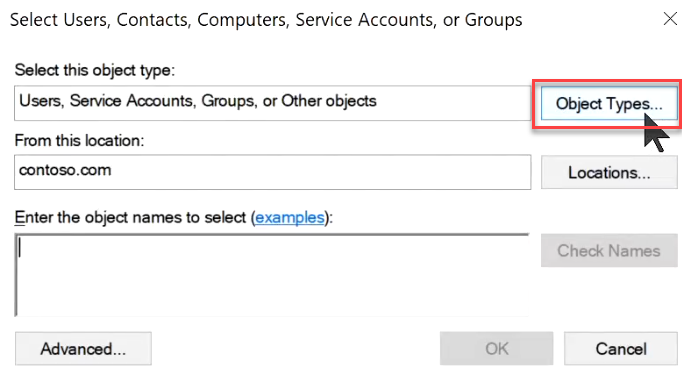 Select Users, Contacts, Computers, Service Accounts, or Groups
Select this object type:
Users, Service Accounts, Groups, or Other objects
Object Types...
From this location:
contoso.com
Locations...
Enter the object names to select (examples):
Check Names
Advanced...
OK
Cancel